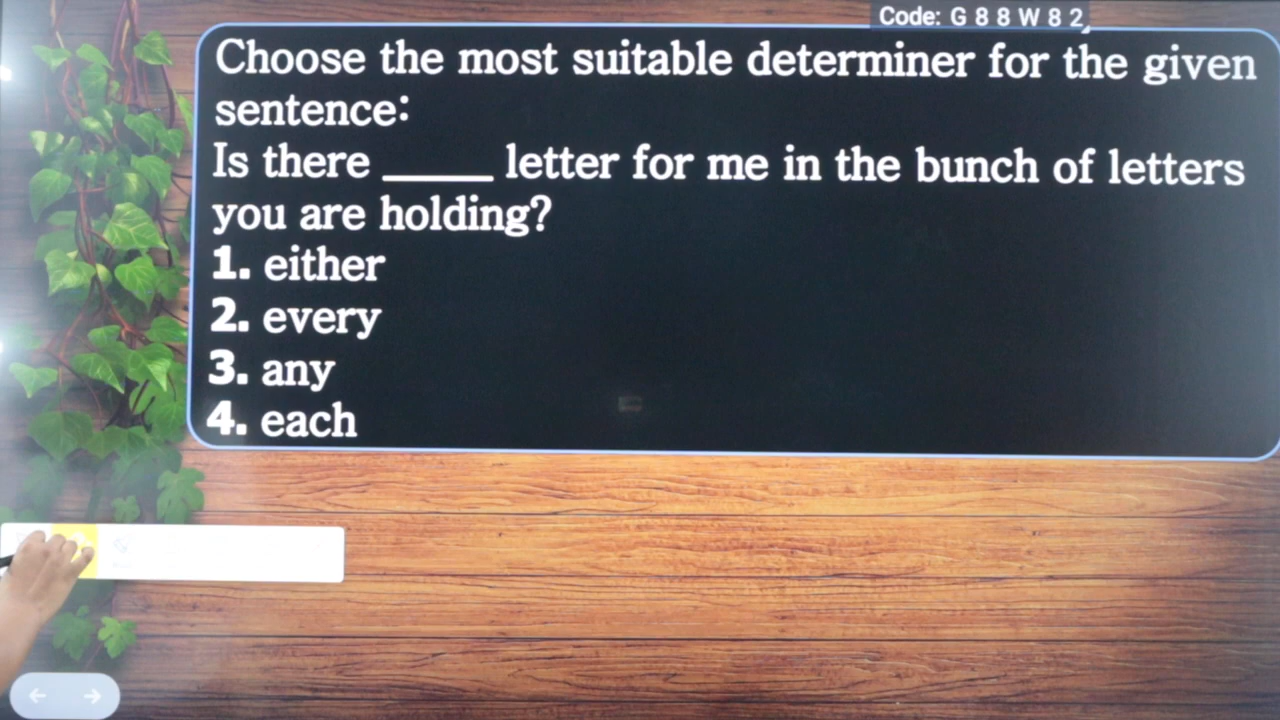 Code: G 8 8 W 8 2
Choose the most suitable determiner for the given
sentence:
Is there _____ letter for me in the bunch of letters
you are holding?
1. either
2. every
3. any
4. each